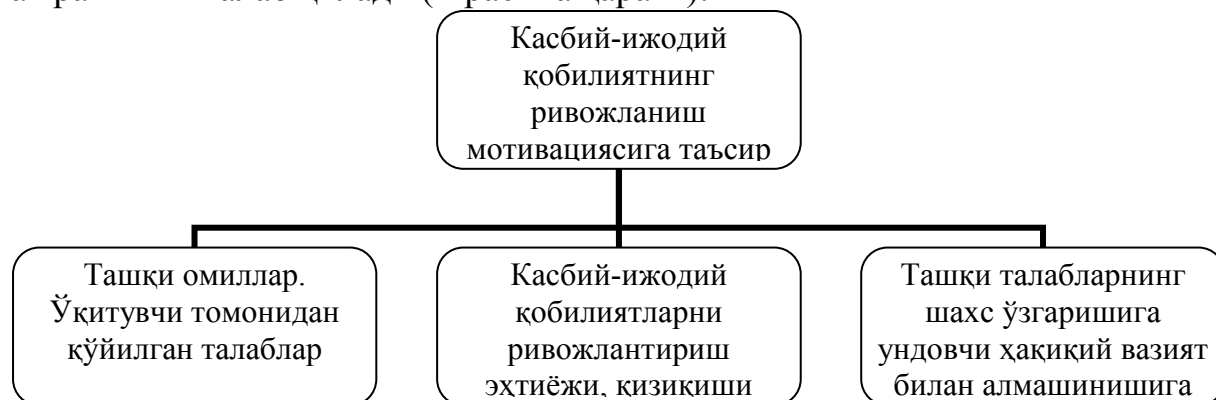 Касбий-ижодий
қобилиятнинг
ривожланиш
мотивациясига таъсир
Ташқи омиллар.
Ўқитувчи томонидан
қўйилган талаблар
Касбий-ижодий
қобилиятларни
ривожлантириш
эҳтиёжи, қизиқиши
Ташқи талабларнинг
шахс ўзгаришига
ундовчи ҳақиқий вазият
билан алмашинишига